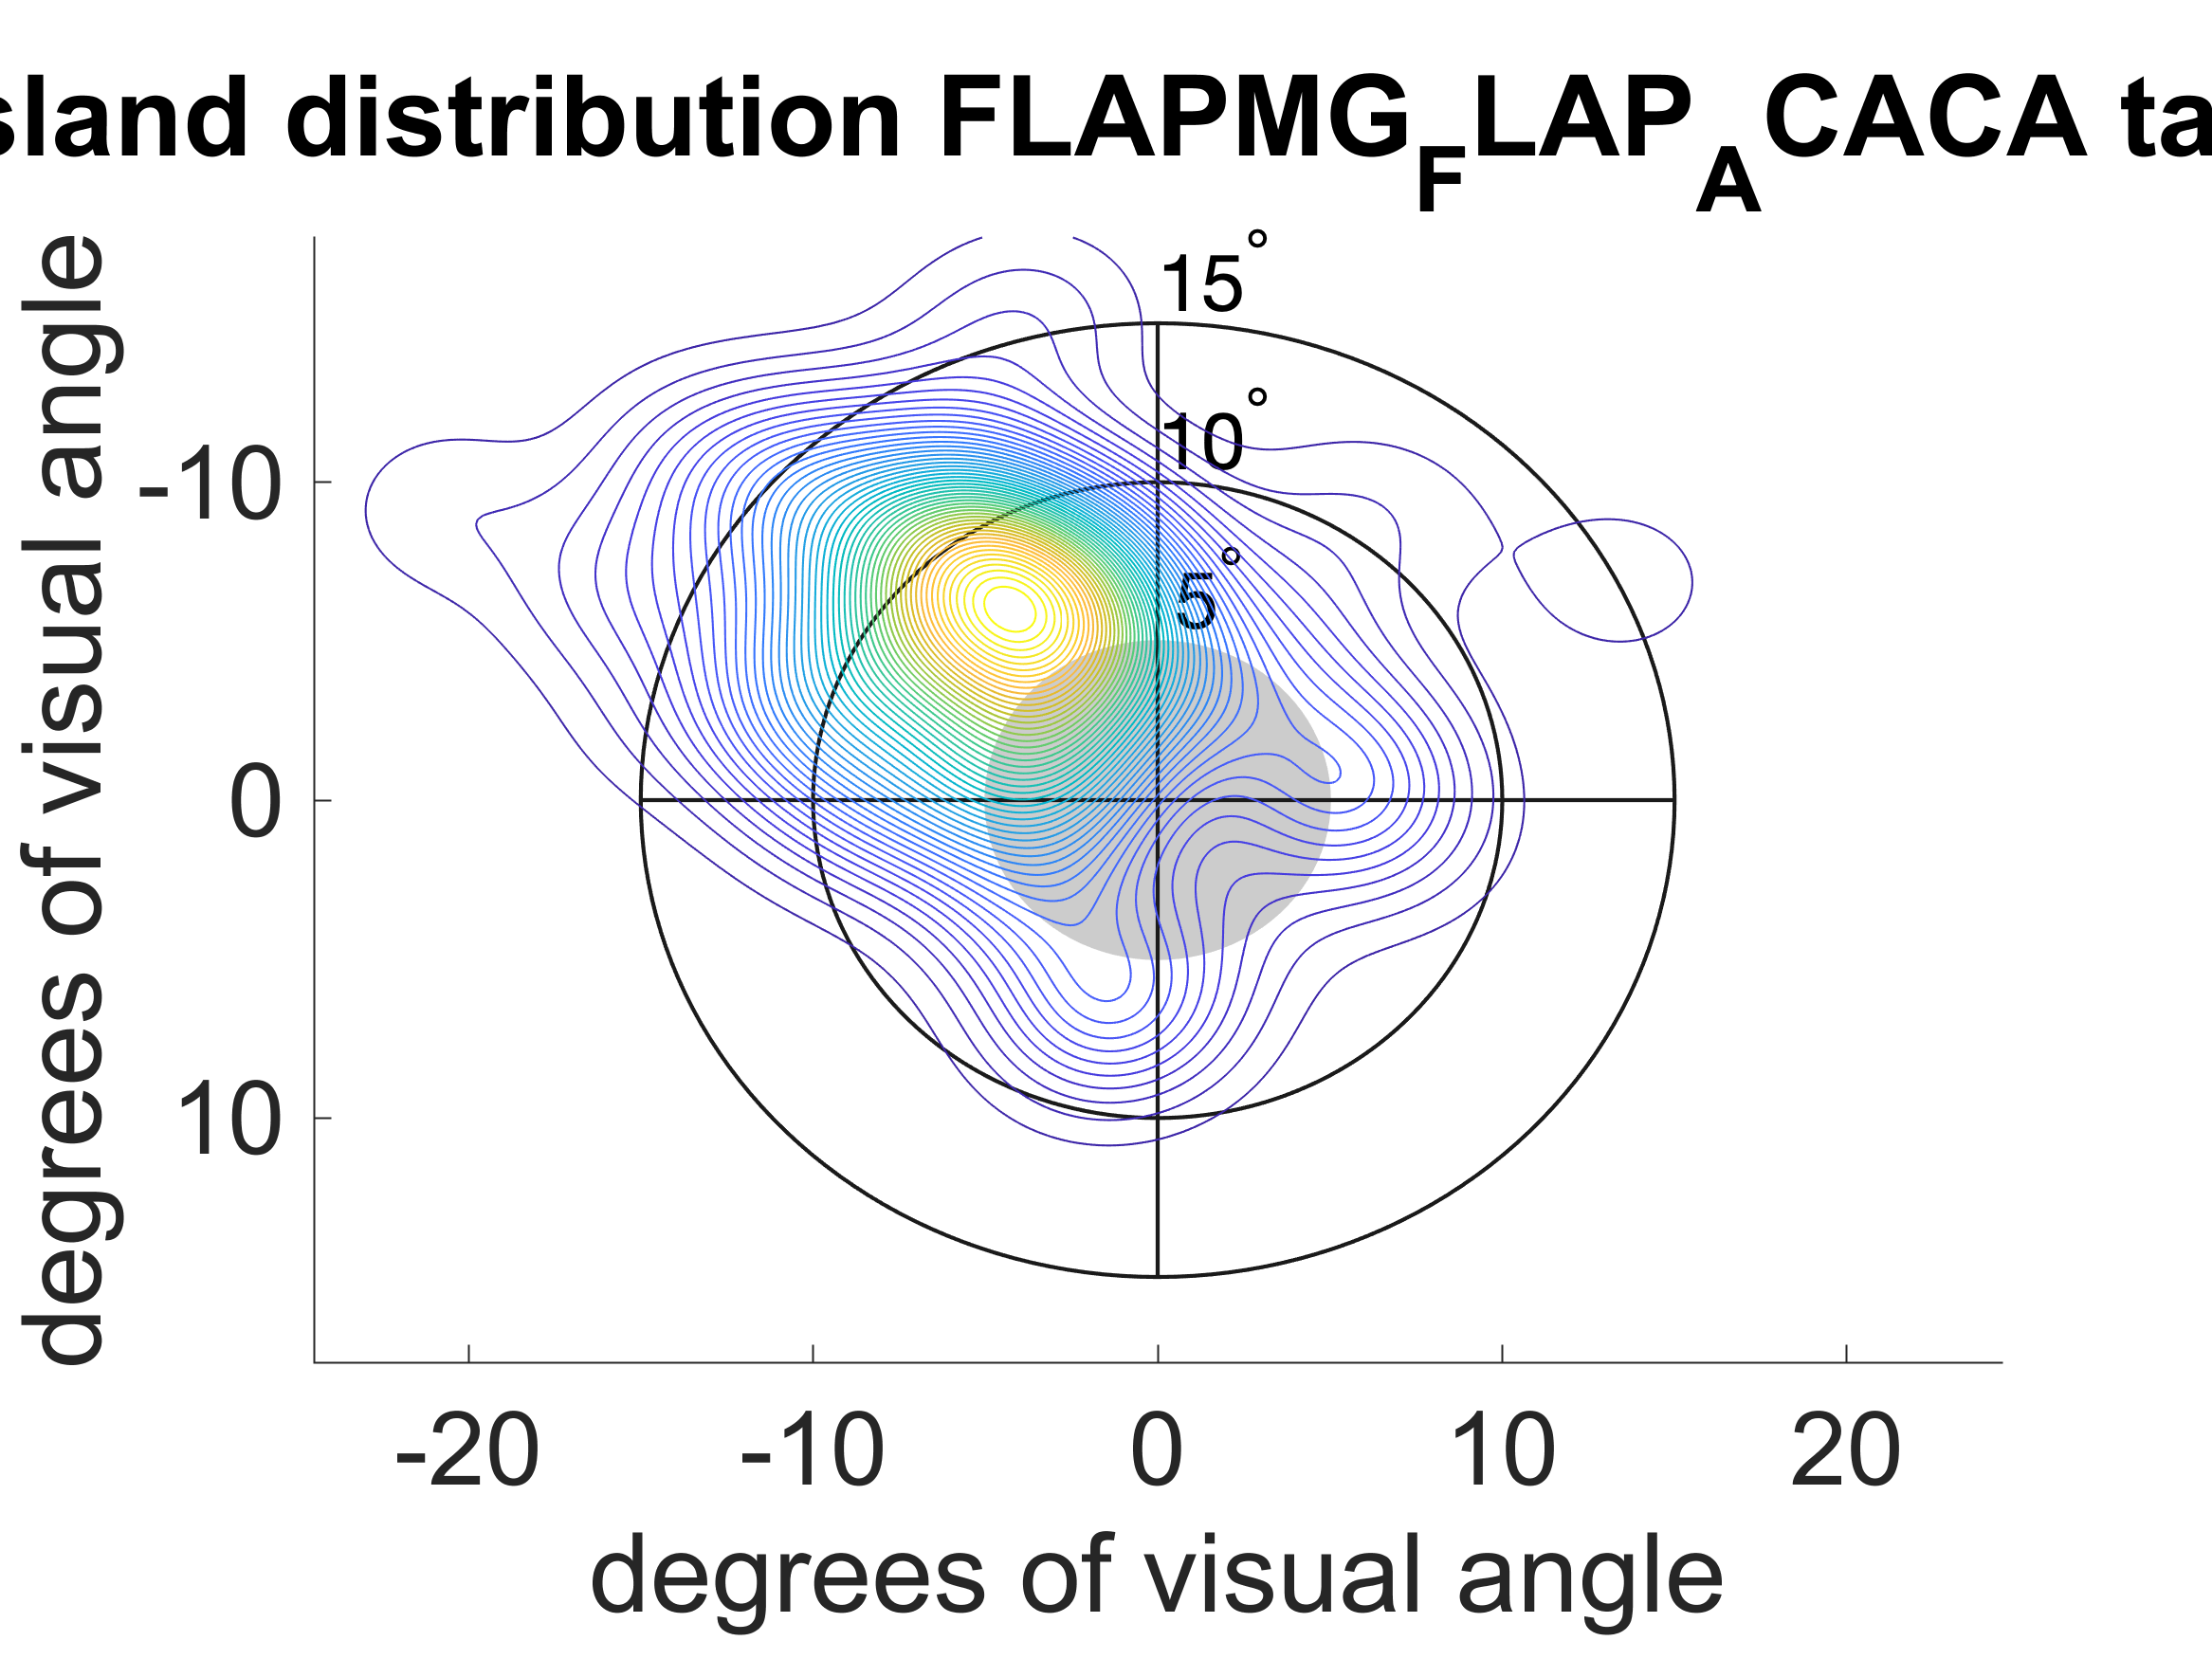 sland distribution FLAPMG_FLAP_ACACA ta
15°
10°
5°
-10
0
10
degrees of visual angle
-20 -10 0 10 20
degrees of visual angle